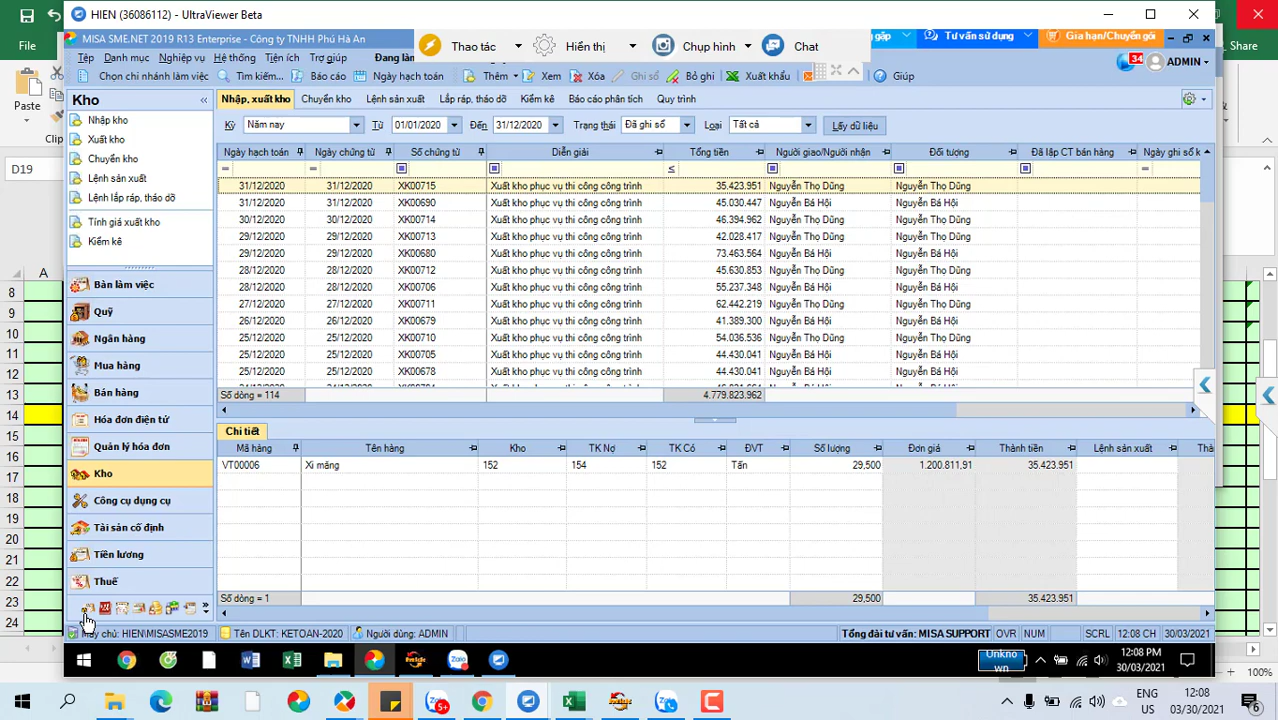 HIEN (36086112) - UltraViewer Beta
File
Share
MISA SME.NET 2019 R13 Enterprise - Công ty TNHH Phú Hà An
Thao tác
Hiển thị
Chụp hình
Chat
gặp
Tư vấn sử dụng
Gia hạn/Chuyển gói
Tệp Danh mục Nghiệp vụ Hệ thống Tiện ích Trợ giúp Đang làm
34 ADMIN
Chọn chi nhánh làm việc Tìm kiếm... Báo cáo Ngày hạch toán Thêm Xem Xóa Ghi sổ Bỏ ghi Xuất khẩu Giúp
Paste
D19
Kho
Nhập, xuất kho Chuyển kho Lệnh sản xuất Lắp ráp, tháo dỡ Kiểm kê Báo cáo phân tích Quy trình
Kỳ Năm nay Từ 01/01/2020 Đến 31/12/2020 Trạng thái Đã ghi sổ Loại Tất cả Lấy dữ liệu
Nhập kho
Xuất kho
Chuyển kho
Lệnh sản xuất
Lệnh lắp ráp, tháo dỡ
Tính giá xuất kho
Kiểm kê
Bàn làm việc
Quỹ
Ngân hàng
Mua hàng
Bán hàng
Hóa đơn điện tử
Quản lý hóa đơn
Kho
Công cụ dụng cụ
Tài sản cố định
Tiền lương
Thuế
Ngày hạch toán Ngày chứng từ Số chứng từ Diễn giải Tổng tiền Người giao/Người nhận Đối tượng Đã lập CT bán hàng Ngày ghi sổ k
= = ≤ =
31/12/2020 31/12/2020 XK00715 Xuất kho phục vụ thi công công trình 35.423.951 Nguyễn Thọ Dũng Nguyễn Thọ Dũng
31/12/2020 31/12/2020 XK00690 Xuất kho phục vụ thi công công trình 45.030.447 Nguyễn Bá Hội Nguyễn Bá Hội
30/12/2020 30/12/2020 XK00714 Xuất kho phục vụ thi công công trình 46.394.962 Nguyễn Thọ Dũng Nguyễn Thọ Dũng
29/12/2020 29/12/2020 XK00713 Xuất kho phục vụ thi công công trình 42.028.417 Nguyễn Thọ Dũng Nguyễn Thọ Dũng
29/12/2020 29/12/2020 XK00680 Xuất kho phục vụ thi công công trình 73.463.564 Nguyễn Bá Hội Nguyễn Bá Hội
28/12/2020 28/12/2020 XK00712 Xuất kho phục vụ thi công công trình 45.630.853 Nguyễn Thọ Dũng Nguyễn Thọ Dũng
28/12/2020 28/12/2020 XK00706 Xuất kho phục vụ thi công công trình 55.237.348 Nguyễn Bá Hội Nguyễn Bá Hội
27/12/2020 27/12/2020 XK00711 Xuất kho phục vụ thi công công trình 62.442.219 Nguyễn Thọ Dũng Nguyễn Thọ Dũng
26/12/2020 26/12/2020 XK00679 Xuất kho phục vụ thi công công trình 41.389.300 Nguyễn Bá Hội Nguyễn Bá Hội
25/12/2020 25/12/2020 XK00710 Xuất kho phục vụ thi công công trình 54.036.536 Nguyễn Thọ Dũng Nguyễn Thọ Dũng
25/12/2020 25/12/2020 XK00705 Xuất kho phục vụ thi công công trình 44.430.041 Nguyễn Bá Hội Nguyễn Bá Hội
25/12/2020 25/12/2020 XK00678 Xuất kho phục vụ thi công công trình 44.430.041 Nguyễn Bá Hội Nguyễn Bá Hội
Số dòng = 114 4.779.823.962
Chi tiết
Mã hàng Tên hàng Kho TK Nợ TK Có ĐVT Số lượng Đơn giá Thành tiền Lệnh sản xuất Thà
VT00006 Xi măng 152 154 152 Tấn 29,500 1.200.811,91 35.423.951
Số dòng = 1 29,500 35.423.951
Máy chủ: HIEN\MISASME2019 Tên DLKT: KETOAN-2020 Người dùng: ADMIN Tổng đài tư vấn: MISA SUPPORT OVR NUM SCRL 12:08 CH 30/03/2021
A
8
9
10
11
12
13
14
15
16
17
18
19
20
21
22
23
24
Unkno wn
12:08 PM
30/03/2021
100%
5+
ENG
12:08
03/30/2021
6